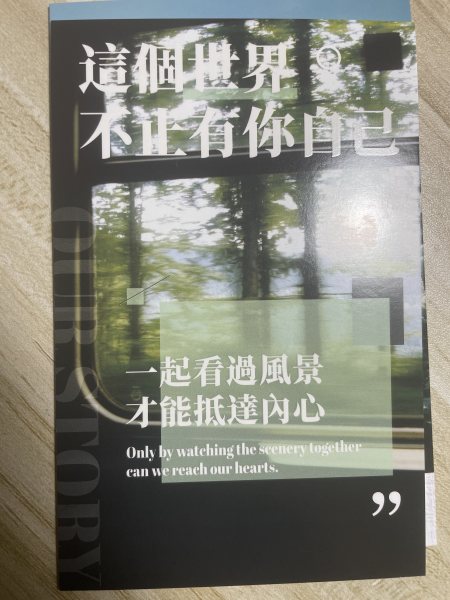 這個世界
不正有你自己
OUR STORY
一起看過風景
才能抵達內心
Only by watching the scenery together
can we reach our hearts.
”